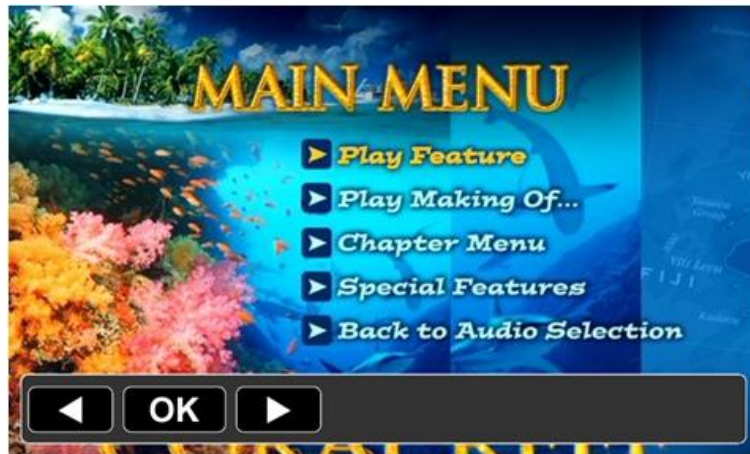 MAIN MENU
Play Feature
Play Making Of...
Chapter Menu
Special Features
Back to Audio Selection
FIJI
OK